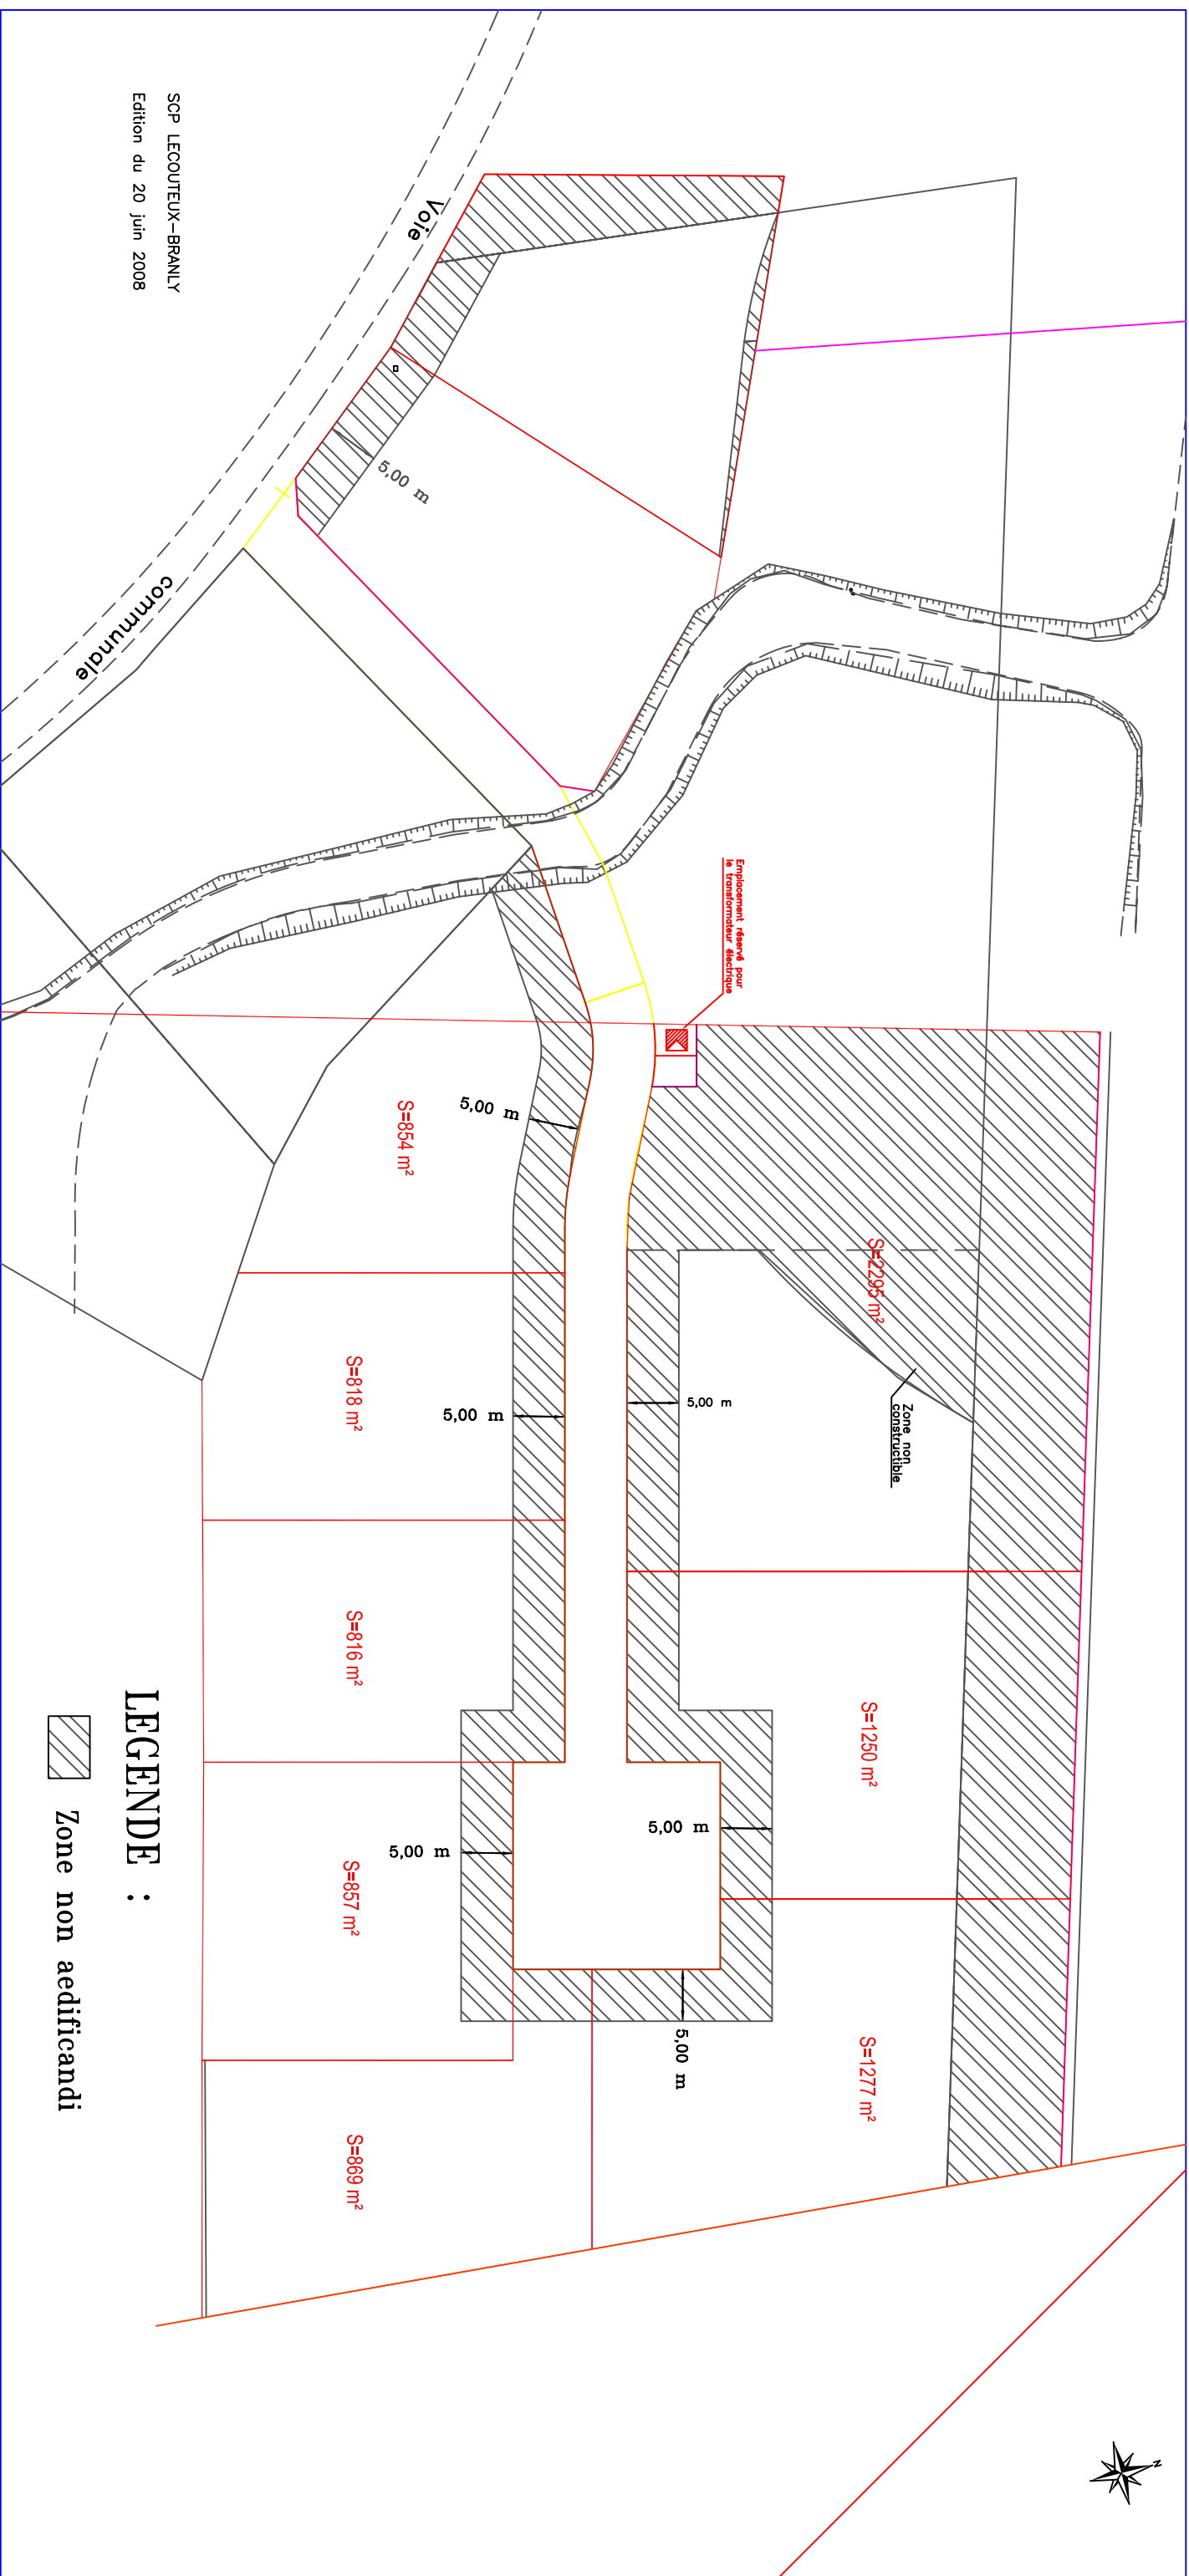 SCP LECOUTEUX-BRANLY
Edition du 20 juin 2008
Voie
communale
5,00 m
Emplacement réservé pour
le transformateur électrique
N
S=2295 m²
Zone non
constructible
S=1250 m²
S=1277 m²
5,00 m
5,00 m
5,00 m
5,00 m
5,00 m
5,00 m
S=854 m²
S=818 m²
S=816 m²
S=857 m²
S=869 m²
LEGENDE :
Zone non aedificandi